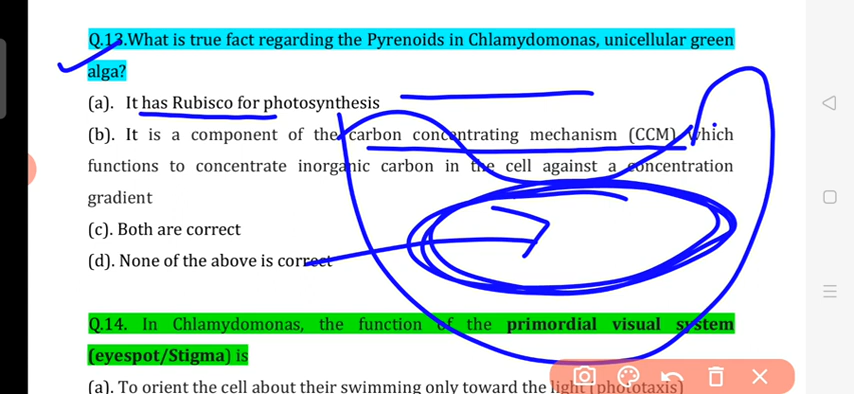 Q.13.What is true fact regarding the Pyrenoids in Chlamydomonas, unicellular green
alga?
(a). It has Rubisco for photosynthesis
(b). It is a component of the carbon concentrating mechanism (CCM), which
functions to concentrate inorganic carbon in the cell against a concentration
gradient
(c). Both are correct
(d). None of the above is correct
Q.14. In Chlamydomonas, the function of the primordial visual system
(eyespot/Stigma) is
(a). To orient the cell about their swimming only toward the light (phototaxis)